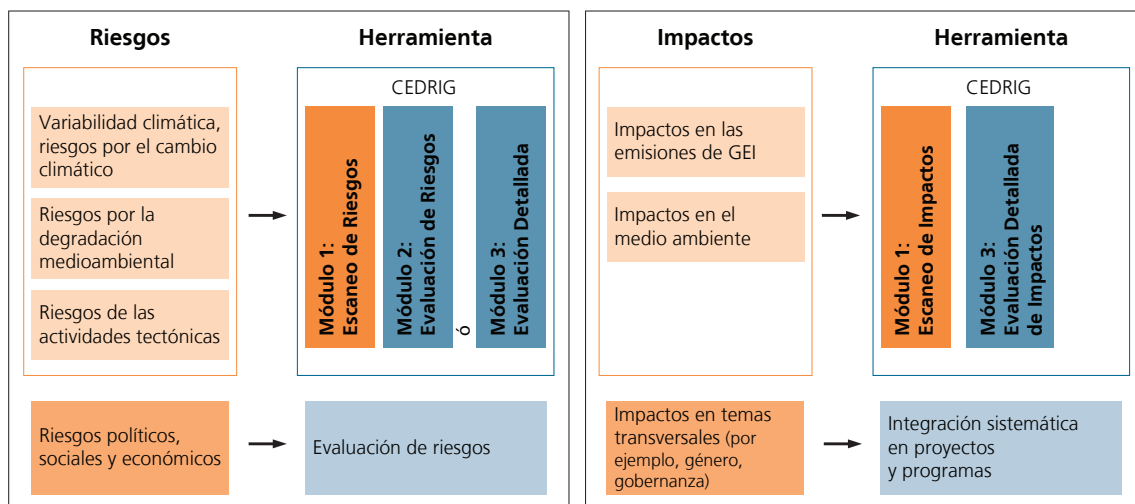 Riesgos
Herramienta
Variabilidad climática,
riesgos por el cambio
climático
Riesgos por la
degradación
medioambiental
Riesgos de las
actividades tectónicas
CEDRIG
Módulo 1:
Escaneo de Riesgos
Módulo 2:
Evaluación de Riesgos
ó
Módulo 3:
Evaluación Detallada
Riesgos políticos,
sociales y económicos
Evaluación de riesgos
Impactos
Herramienta
Impactos en las
emisiones de GEI
Impactos en el
medio ambiente
CEDRIG
Módulo 1:
Escaneo de Impactos
Módulo 3:
Evaluación Detallada
de Impactos
Impactos en temas
transversales (por
ejemplo, género,
gobernanza)
Integración sistemática
en proyectos
y programas